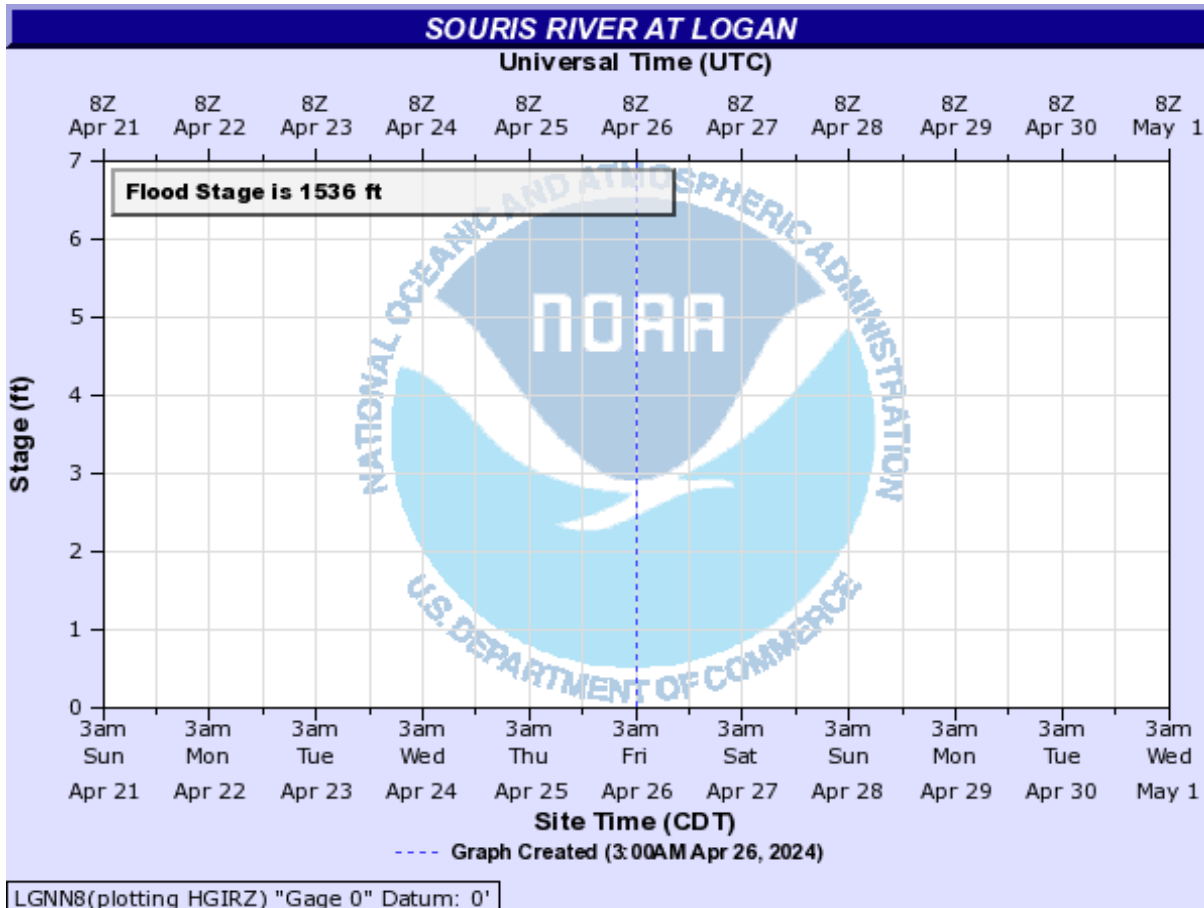 SOURIS RIVER AT LOGAN
Universal Time (UTC)
8Z 8Z 8Z 8Z 8Z 8Z 8Z 8Z 8Z 8Z 8Z
Apr 21 Apr 22 Apr 23 Apr 24 Apr 25 Apr 26 Apr 27 Apr 28 Apr 29 Apr 30 May 1
Flood Stage is 1536 ft
NATIONAL OCEANIC AND ATMOSPHERIC ADMINISTRATION
NOAA
U.S. DEPARTMENT OF COMMERCE
Stage (ft)
7
6
5
4
3
2
1
0
3am 3am 3am 3am 3am 3am 3am 3am 3am 3am 3am
Sun Mon Tue Wed Thu Fri Sat Sun Mon Tue Wed
Apr 21 Apr 22 Apr 23 Apr 24 Apr 25 Apr 26 Apr 27 Apr 28 Apr 29 Apr 30 May 1
Site Time (CDT)
---- Graph Created (3:00AM Apr 26, 2024)
LGNN8(plotting HGIRZ) "Gage 0" Datum: 0'